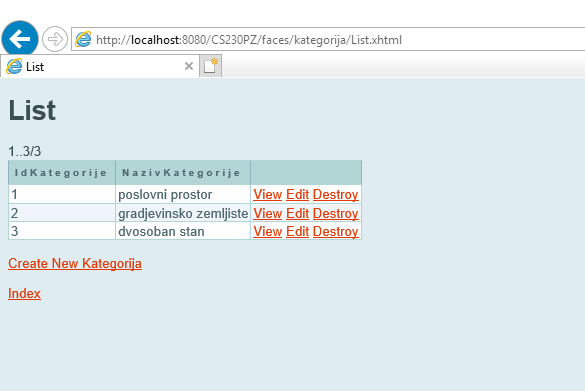 http://localhost:8080/CS230PZ/faces/kategorija/List.xhtml
List
List
1..3/3
IdKategorije NazivKategorije
1 poslovni prostor View Edit Destroy
2 gradjevinsko zemljiste View Edit Destroy
3 dvosoban stan View Edit Destroy
Create New Kategorija
Index